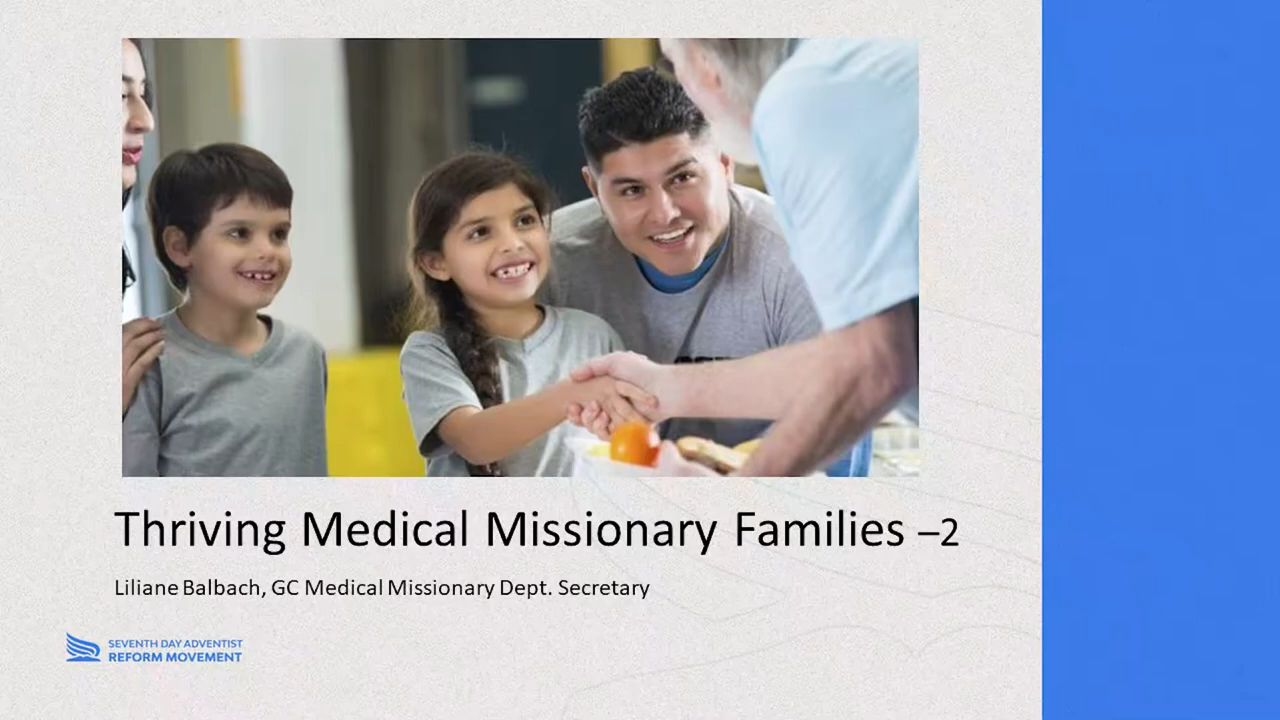 Thriving Medical Missionary Families –2
Liliane Balbach, GC Medical Missionary Dept. Secretary
SEVENTH DAY ADVENTIST
REFORM MOVEMENT